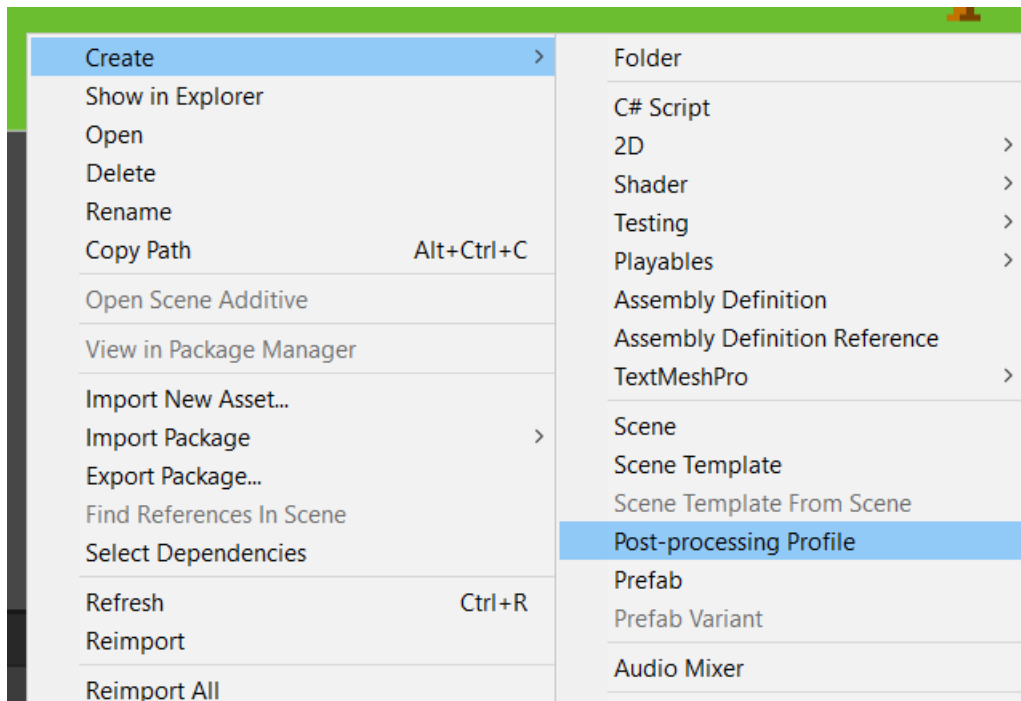 Create
Show in Explorer
Open
Delete
Rename
Copy Path Alt+Ctrl+C
Open Scene Additive
View in Package Manager
Import New Asset...
Import Package
Export Package...
Find References In Scene
Select Dependencies
Refresh Ctrl+R
Reimport
Reimport All
Folder
C# Script
2D
Shader
Testing
Playables
Assembly Definition
Assembly Definition Reference
TextMeshPro
Scene
Scene Template
Scene Template From Scene
Post-processing Profile
Prefab
Prefab Variant
Audio Mixer